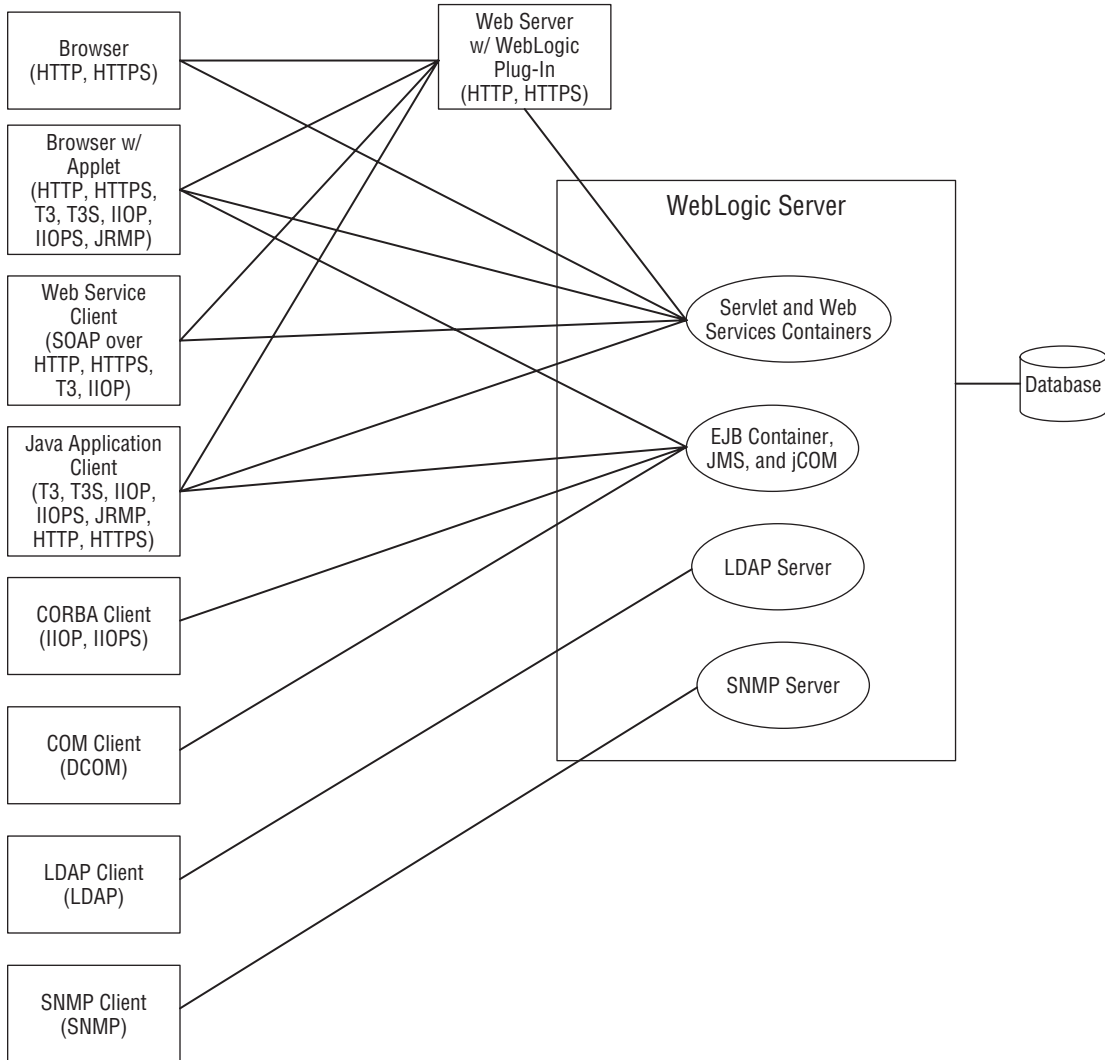 Browser
(HTTP, HTTPS)
Web Server
w/ WebLogic
Plug-In
(HTTP, HTTPS)
Browser w/
Applet
(HTTP, HTTPS,
T3, T3S, IIOP,
IIOPS, JRMP)
Web Service
Client
(SOAP over
HTTP, HTTPS,
T3, IIOP)
Java Application
Client
(T3, T3S, IIOP,
IIOPS, JRMP,
HTTP, HTTPS)
CORBA Client
(IIOP, IIOPS)
COM Client
(DCOM)
LDAP Client
(LDAP)
SNMP Client
(SNMP)
WebLogic Server
Servlet and Web
Services Containers
EJB Container,
JMS, and jCOM
LDAP Server
SNMP Server
Database